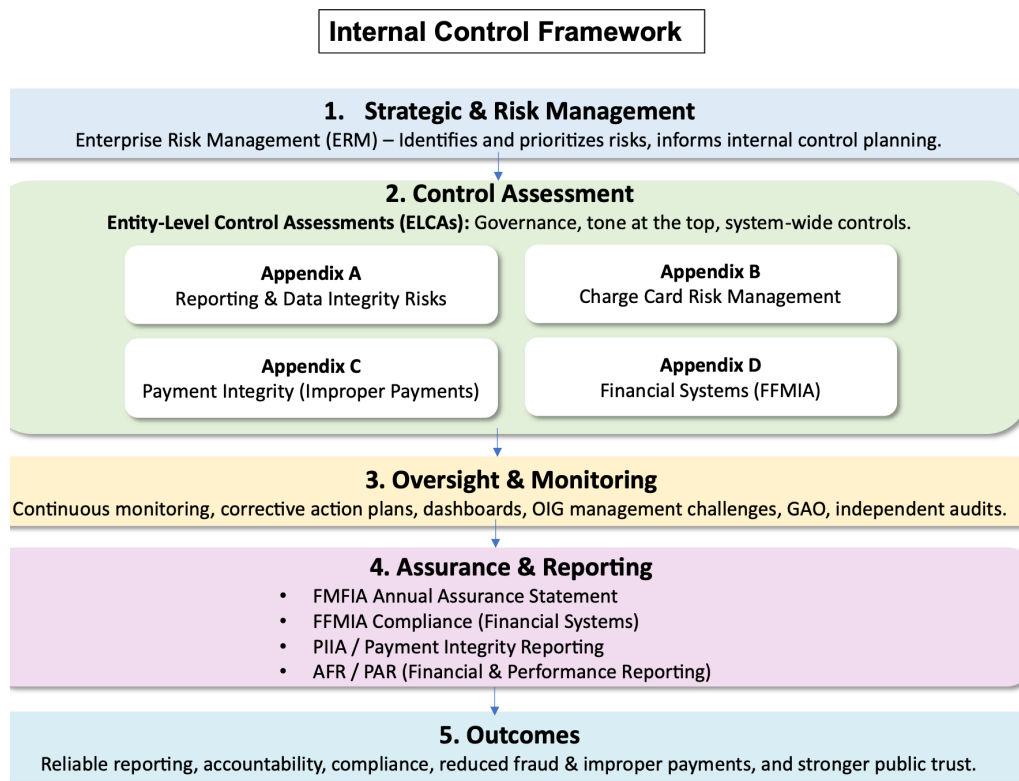 Internal Control Framework
1. Strategic & Risk Management
Enterprise Risk Management (ERM) – Identifies and prioritizes risks, informs internal control planning.
2. Control Assessment
Entity-Level Control Assessments (ELCAs): Governance, tone at the top, system-wide controls.
Appendix A
Reporting & Data Integrity Risks
Appendix B
Charge Card Risk Management
Appendix C
Payment Integrity (Improper Payments)
Appendix D
Financial Systems (FFMIA)
3. Oversight & Monitoring
Continuous monitoring, corrective action plans, dashboards, OIG management challenges, GAO, independent audits.
4. Assurance & Reporting
• FMFIA Annual Assurance Statement
• FFMIA Compliance (Financial Systems)
• PIIA / Payment Integrity Reporting
• AFR / PAR (Financial & Performance Reporting)
5. Outcomes
Reliable reporting, accountability, compliance, reduced fraud & improper payments, and stronger public trust.